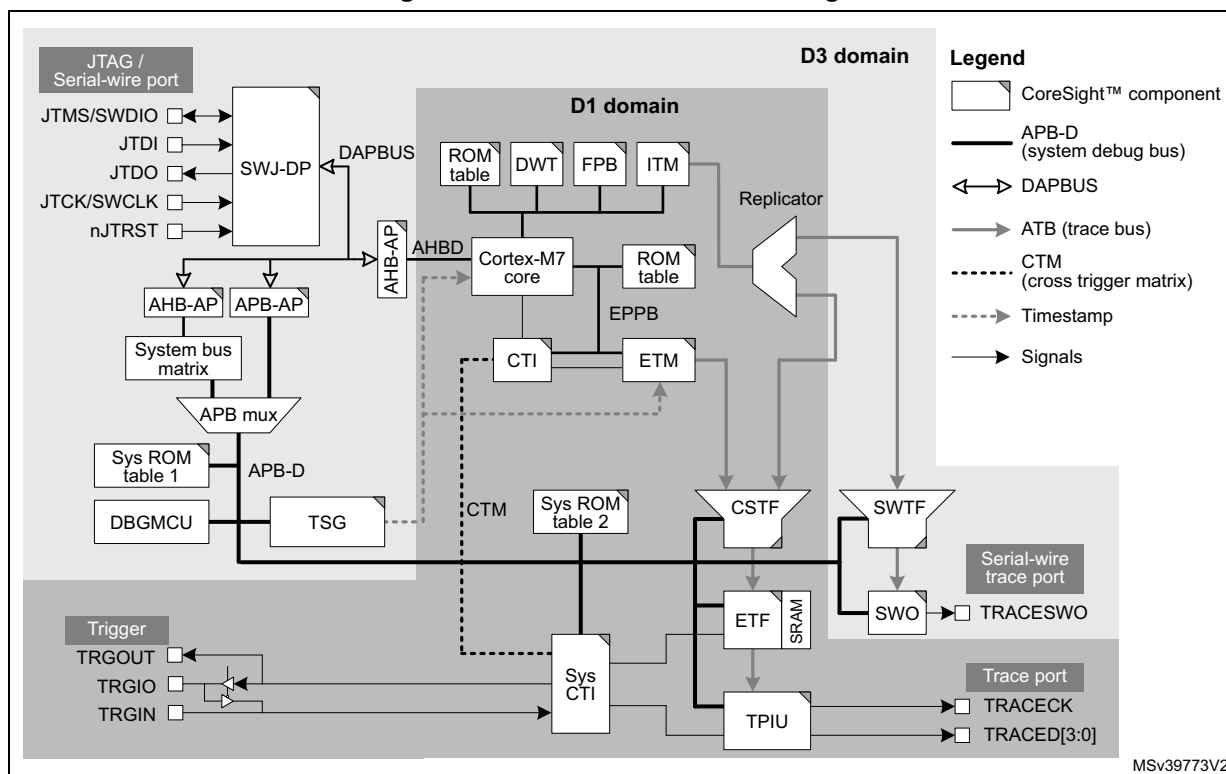 JTAG /
Serial-wire port
JTMS/SWDIO
JTDI
JTDO
JTCK/SWCLK
nJTRST
SWJ-DP
DAPBUS
D3 domain
D1 domain
ROM
table
DWT
FPB
ITM
Replicator
AHB-AP
AHBD
Cortex-M7
core
ROM
table
EPPB
AHB-AP
APB-AP
System bus
matrix
APB mux
CTI
ETM
Sys ROM
table 1
APB-D
DBGMCU
TSG
CTM
Sys ROM
table 2
CSTF
SWTF
Serial-wire
trace port
ETF
SRAM
SWO
TRACESWO
Trigger
TRGOUT
TRGIO
TRGIN
Sys
CTI
TPIU
Trace port
TRACECK
TRACED[3:0]
Legend
CoreSight™ component
APB-D
(system debug bus)
DAPBUS
ATB (trace bus)
CTM
(cross trigger matrix)
Timestamp
Signals
MSv39773V2